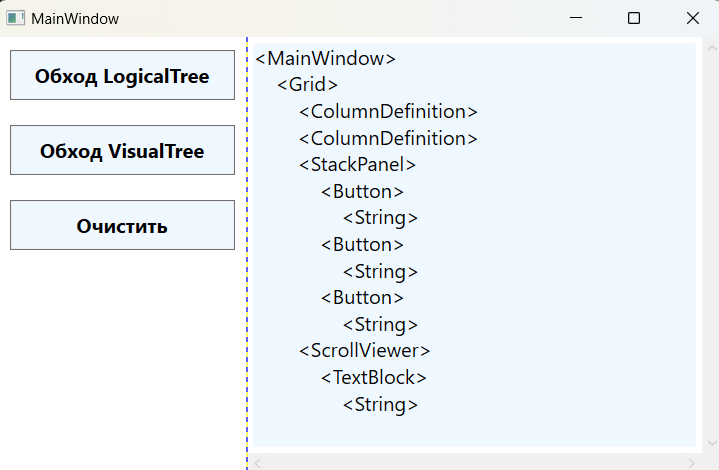 MainWindow
Обход LogicalTree
Обход VisualTree
Очистить
<MainWindow>
<Grid>
<ColumnDefinition>
<ColumnDefinition>
<StackPanel>
<Button>
<String>
<Button>
<String>
<Button>
<String>
<ScrollViewer>
<TextBlock>
<String>